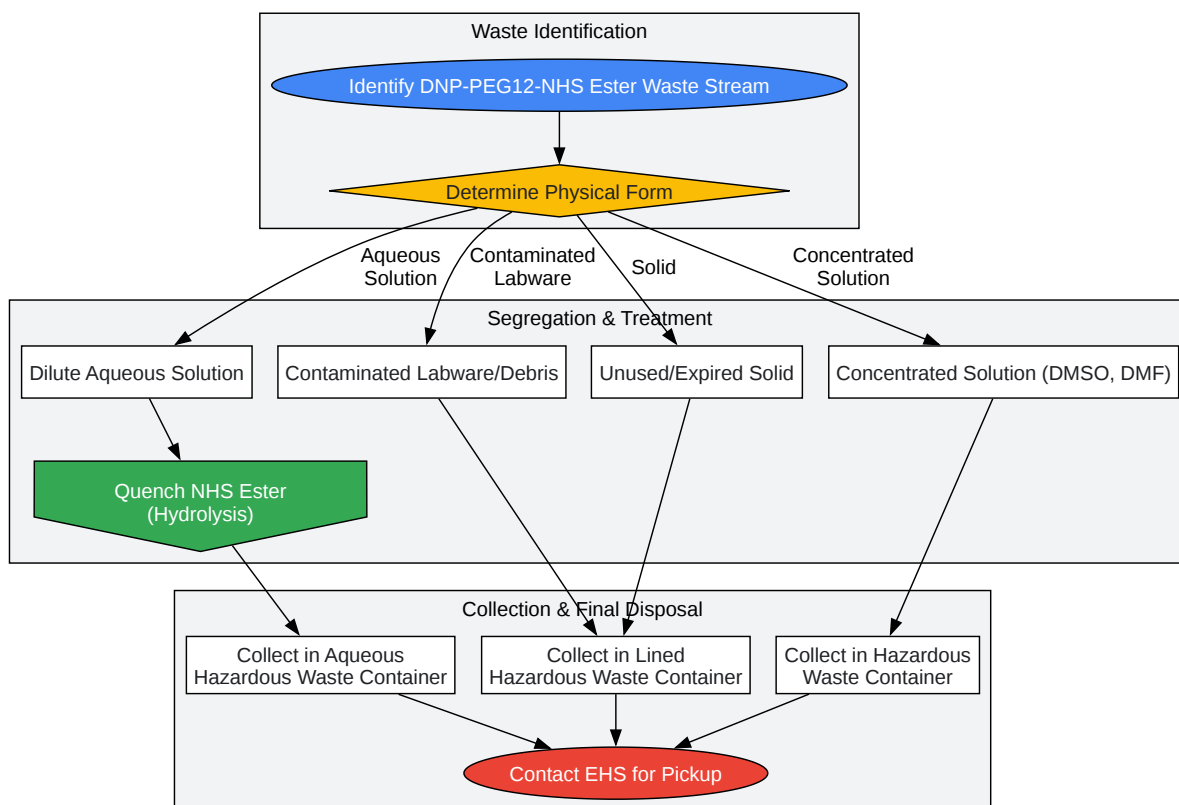 Waste Identification
Identify DNP-PEG12-NHS Ester Waste Stream
Determine Physical Form
Aqueous
Solution
Contaminated
Labware
Solid
Concentrated
Solution
Segregation & Treatment
Dilute Aqueous Solution
Contaminated Labware/Debris
Unused/Expired Solid
Concentrated Solution (DMSO, DMF)
Quench NHS Ester
(Hydrolysis)
Collection & Final Disposal
Collect in Aqueous
Hazardous Waste Container
Collect in Lined
Hazardous Waste Container
Collect in Hazardous
Waste Container
Contact EHS for Pickup